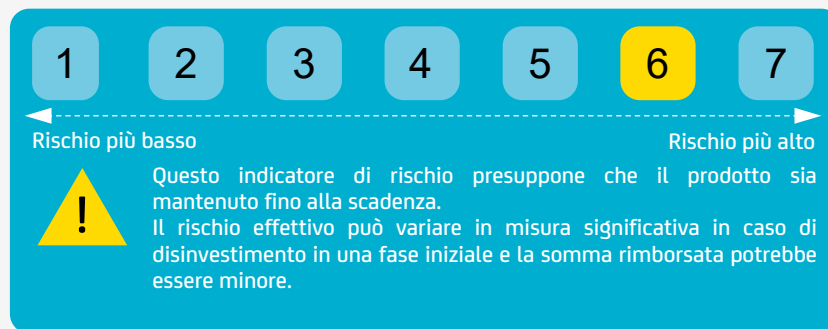 1 2 3 4 5 6 7
Rischio più basso Rischio più alto
!
Questo indicatore di rischio presuppone che il prodotto sia
mantenuto fino alla scadenza.
Il rischio effettivo può variare in misura significativa in caso di
disinvestimento in una fase iniziale e la somma rimborsata potrebbe
essere minore.